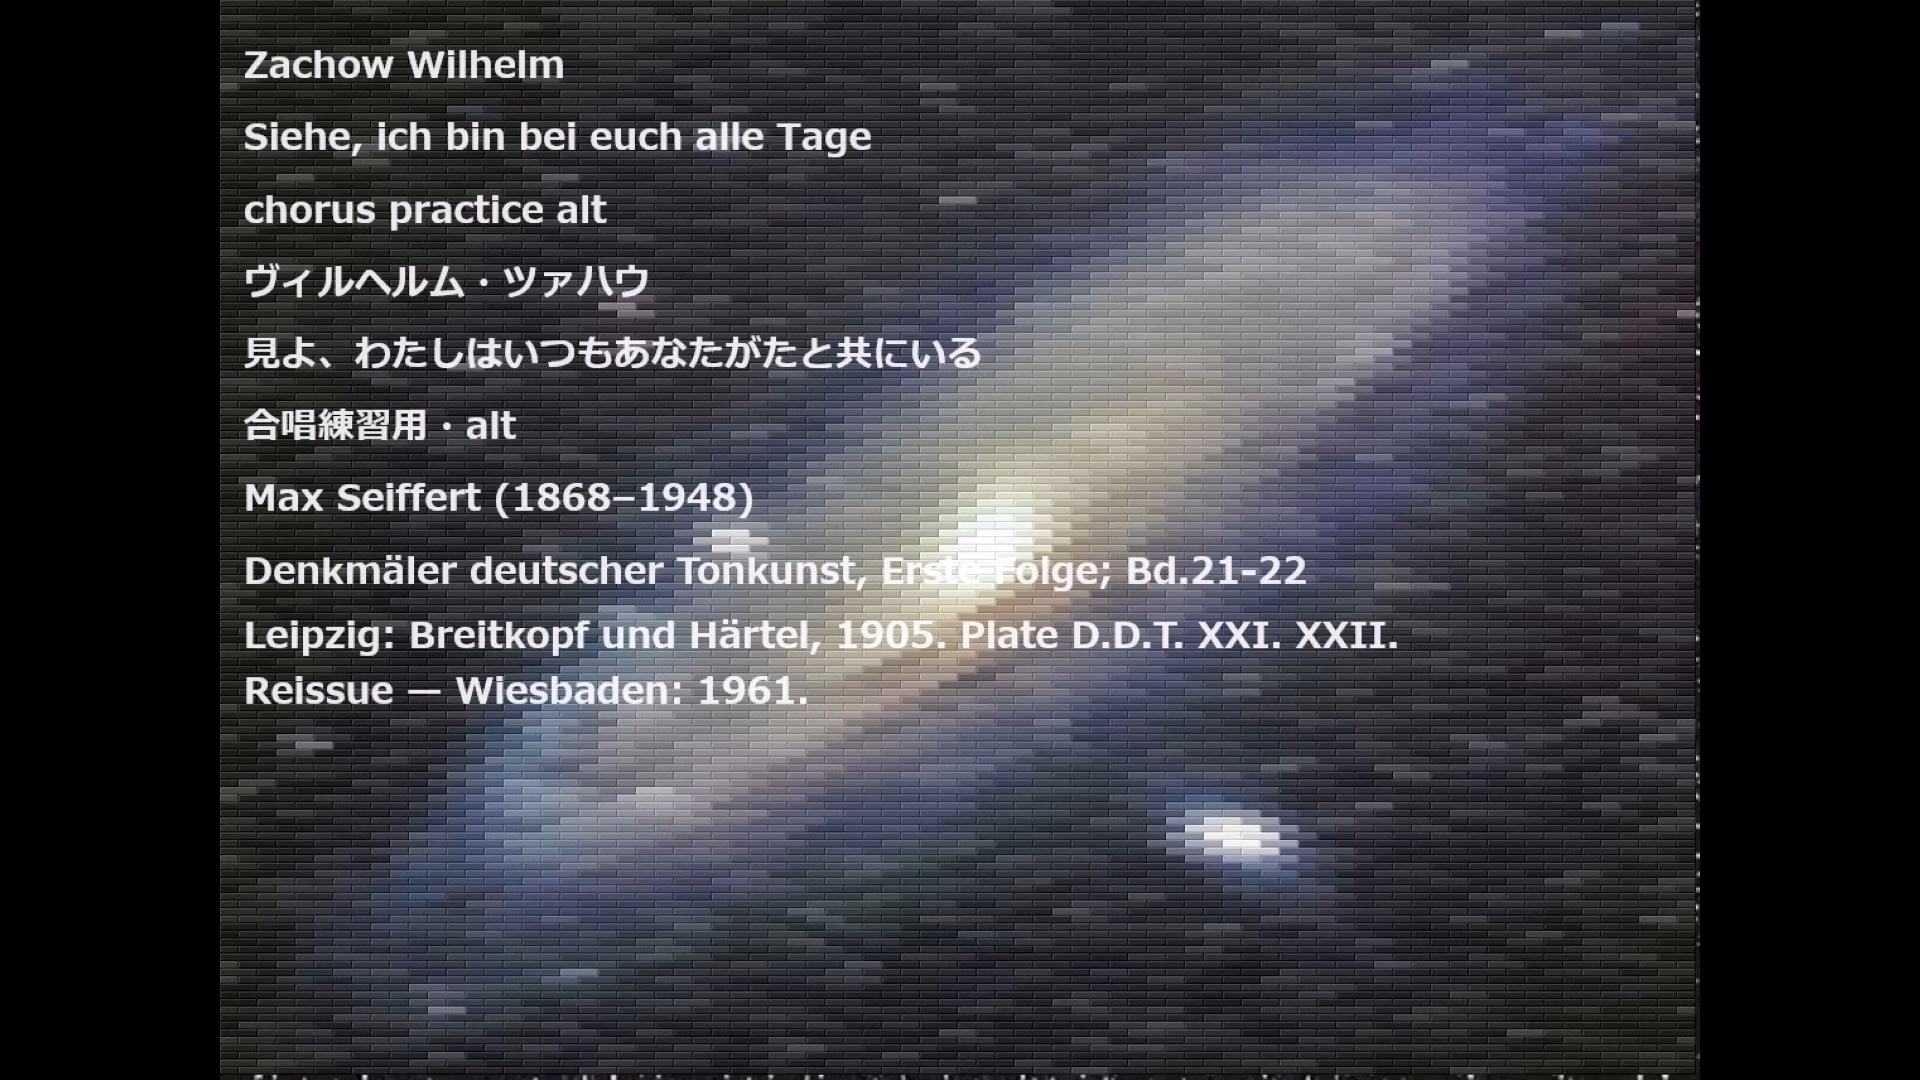 Zachow Wilhelm
Siehe, ich bin bei euch alle Tage
chorus practice alt
ヴィルヘルム・ツァハウ
見よ、わたしはいつもあなたがたと共にいる
合唱練習用・alt
Max Seiffert (1868–1948)
Denkmäler deutscher Tonkunst, Erste Folge; Bd.21-22
Leipzig: Breitkopf und Härtel, 1905. Plate D.D.T. XXI. XXII.
Reissue — Wiesbaden: 1961.